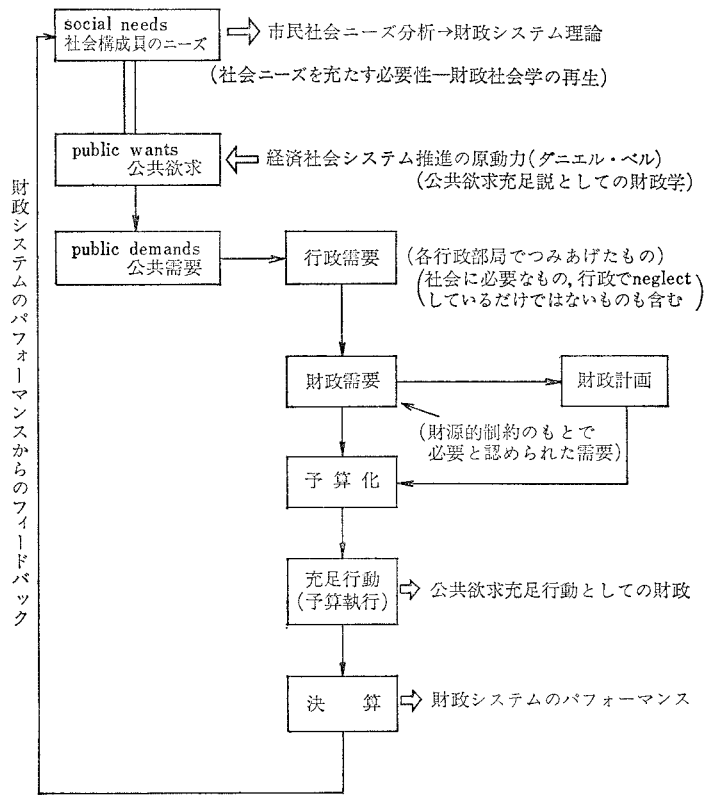 social needs
社会構成員のニーズ
市民社会ニーズ分析→財政システム理論
(社会ニーズを充たす必要性―財政社会学の再生)
public wants
公共欲求
経済社会システム推進の原動力(ダニエル・ベル)
(公共欲求充足説としての財政学)
public demands
公共需要
行政需要
(各行政部局でつみあげたもの)
(社会に必要なもの,行政でneglect
しているだけではないものも含む)
財政需要
財政計画
(財源的制約のもとで
必要と認められた需要)
予算化
充足行動
(予算執行)
公共欲求充足行動としての財政
決算
財政システムのパフォーマンス
財政システムのパフォーマンスからのフィードバック